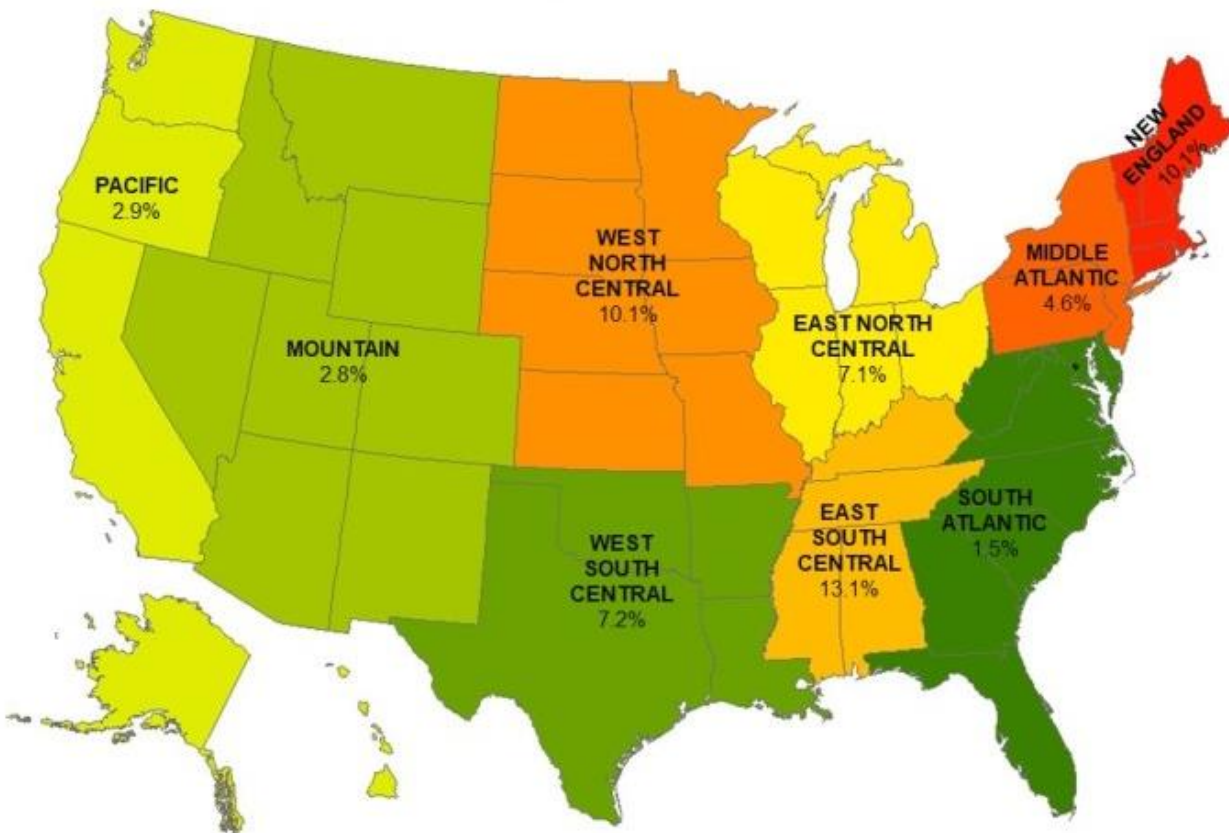 PACIFIC
2.9%
MOUNTAIN
2.8%
WEST
NORTH
CENTRAL
10.1%
WEST
SOUTH
CENTRAL
7.2%
EAST NORTH
CENTRAL
7.1%
EAST
SOUTH
CENTRAL
13.1%
SOUTH
ATLANTIC
1.5%
MIDDLE
ATLANTIC
4.6%
NEW
ENGLAND
10.1%